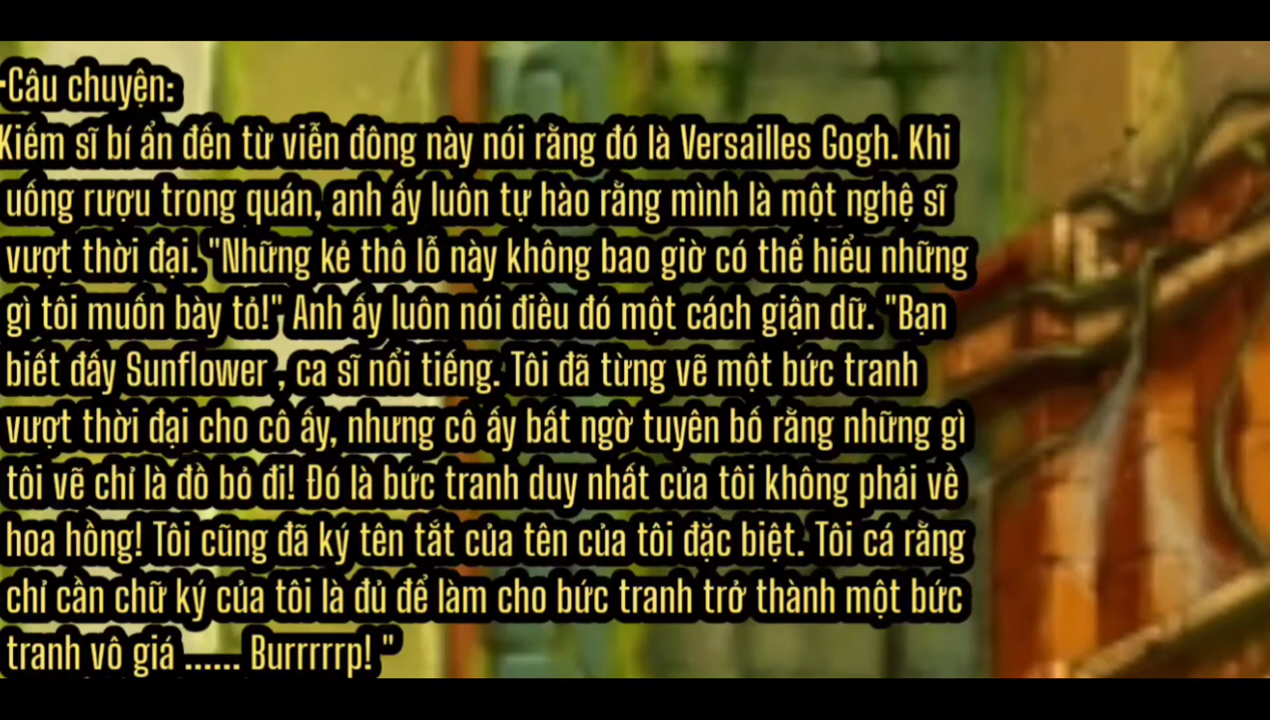 -Câu chuyện:
Kiếm sĩ bí ẩn đến từ viễn đông này nói rằng đó là Versailles Gogh. Khi
uống rượu trong quán, anh ấy luôn tự hào rằng mình là một nghệ sĩ
vượt thời đại. "Những kẻ thô lỗ này không bao giờ có thể hiểu những
gì tôi muốn bày tỏ!" Anh ấy luôn nói điều đó một cách giận dữ. "Bạn
biết đấy Sunflower , ca sĩ nổi tiếng. Tôi đã từng vẽ một bức tranh
vượt thời đại cho cô ấy, nhưng cô ấy bất ngờ tuyên bố rằng những gì
tôi vẽ chỉ là đồ bỏ đi! Đó là bức tranh duy nhất của tôi không phải về
hoa hồng! Tôi cũng đã ký tên tắt của tên của tôi đặc biệt. Tôi cá rằng
chỉ cần chữ ký của tôi là đủ để làm cho bức tranh trở thành một bức
tranh vô giá ...... Burrrrrp! "